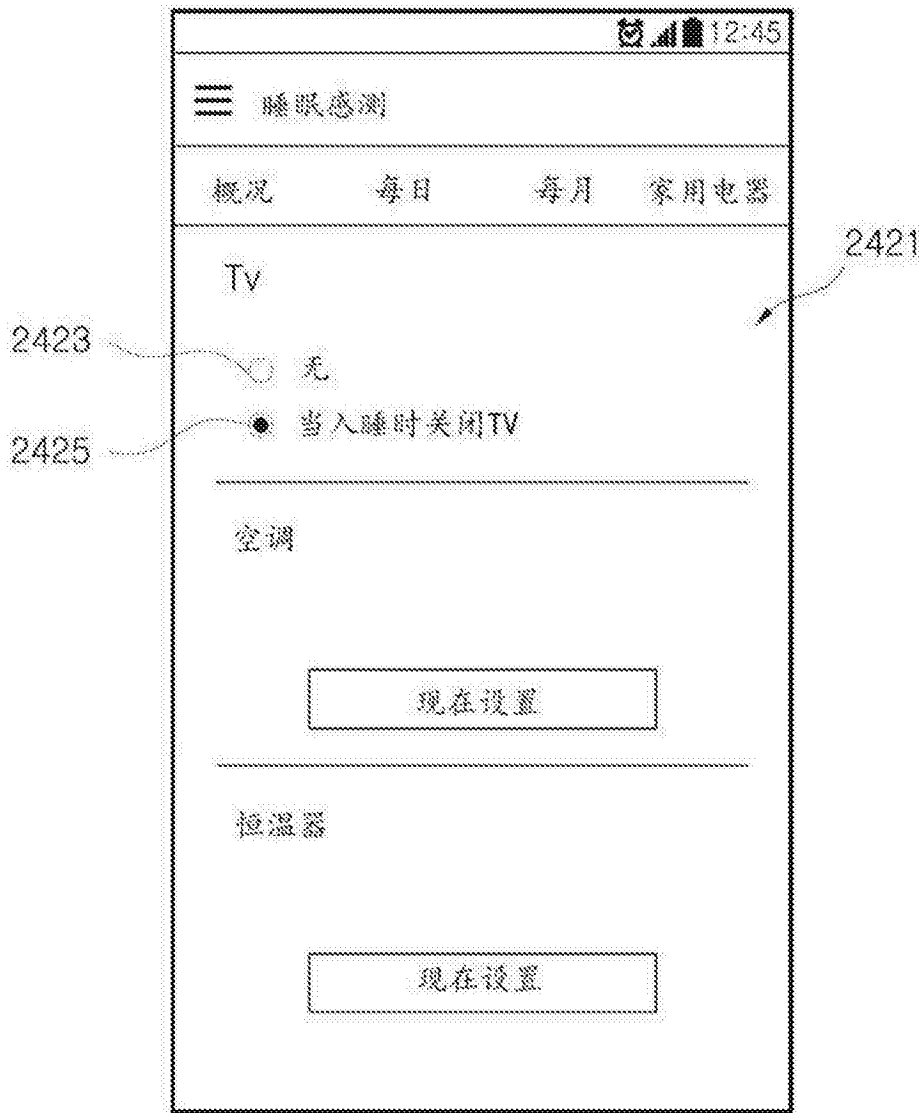 12:45
睡眠感测
概况 每日 每月 家用电器
2421
Tv
2423
无
当入睡时关闭TV
2425
空调
现在设置
恒温器
现在设置